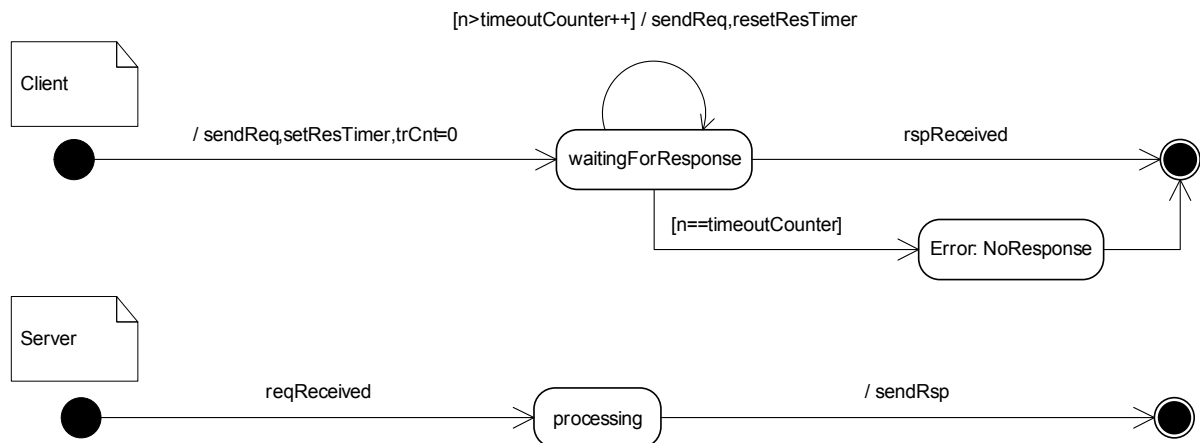 [n>timeoutCounter++] / sendReq,resetResTimer
Client
/ sendReq,setResTimer,trCnt=0
rspReceived
waitingForResponse
[n==timeoutCounter]
Error: NoResponse
Server
reqReceived
/ sendRsp
processing